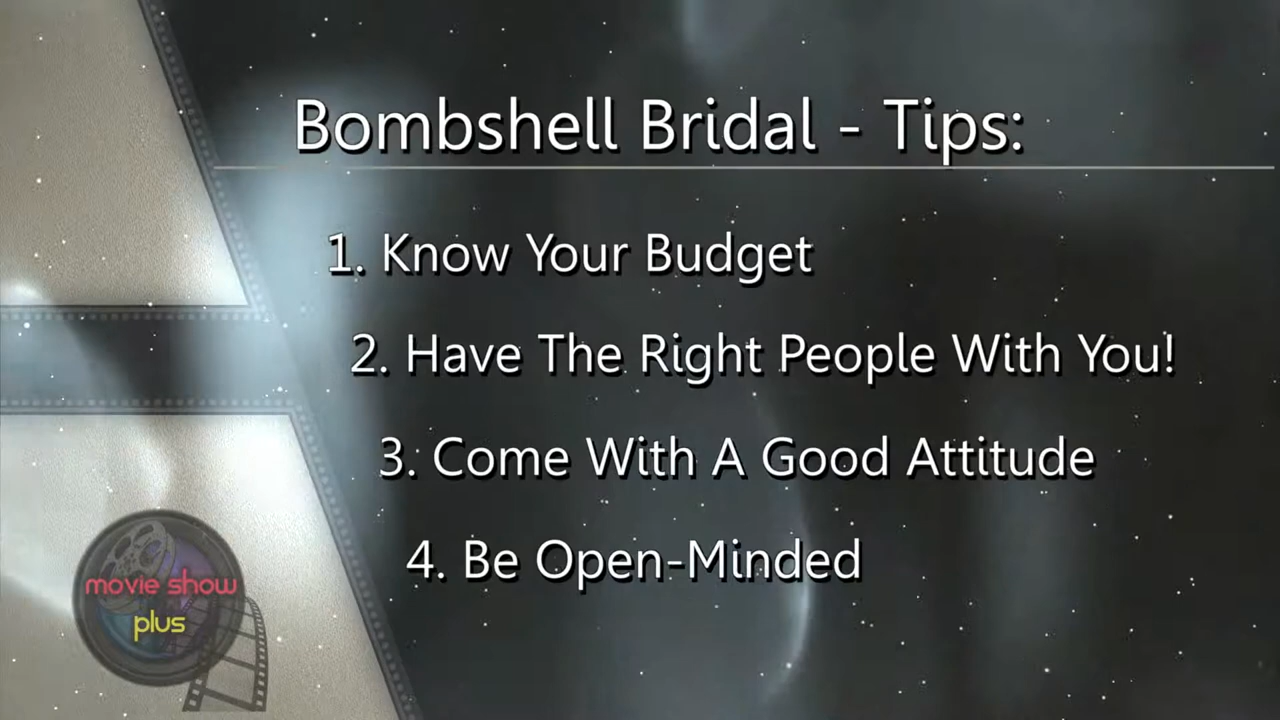 Bombshell Bridal - Tips:
1. Know Your Budget
2. Have The Right People With You!
3. Come With A Good Attitude
4. Be Open-Minded
movie show
plus